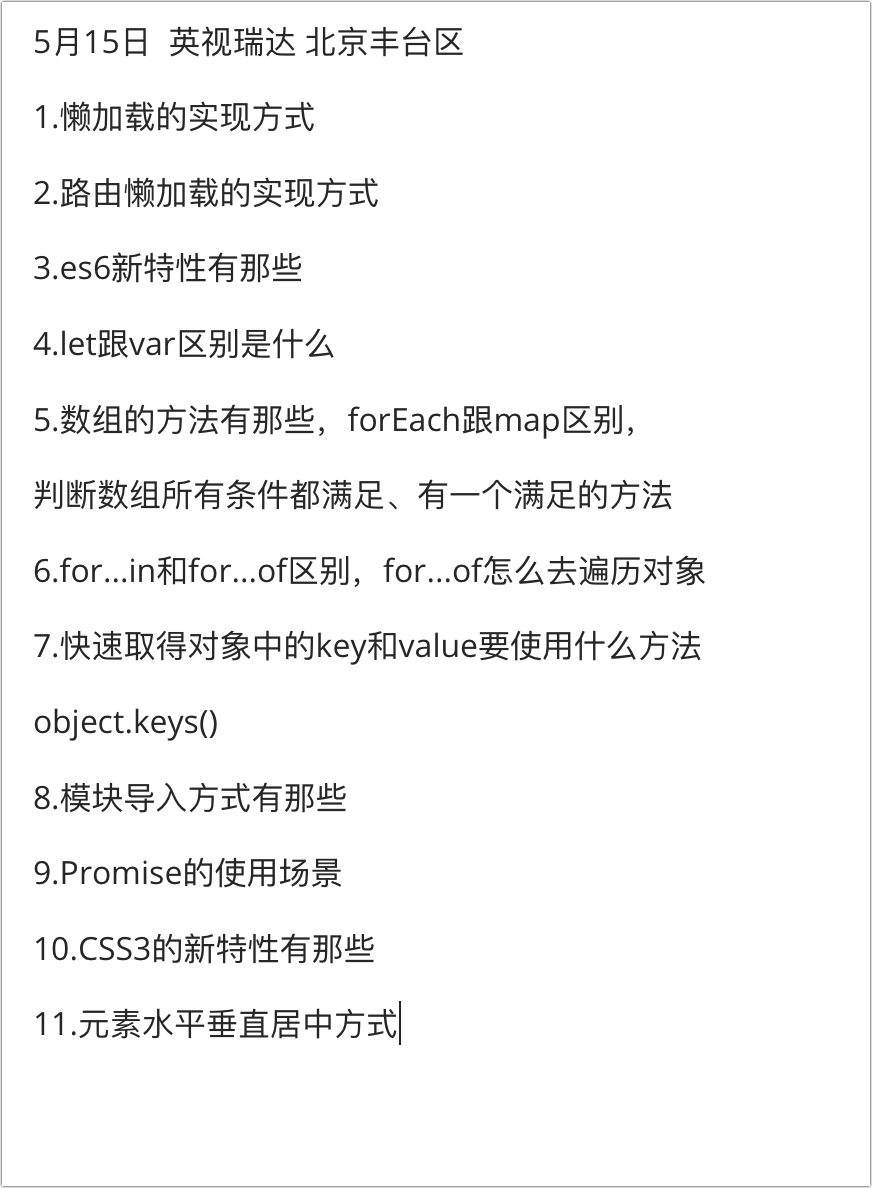 5月15日  英视瑞达 北京丰台区
1.懒加载的实现方式
2.路由懒加载的实现方式
3.es6新特性有那些
4.let跟var区别是什么
5.数组的方法有那些，forEach跟map区别，
判断数组所有条件都满足、有一个满足的方法
6.for...in和for...of区别，for...of怎么去遍历对象
7.快速取得对象中的key和value要使用什么方法
object.keys()
8.模块导入方式有那些
9.Promise的使用场景
10.CSS3的新特性有那些
11.元素水平垂直居中方式